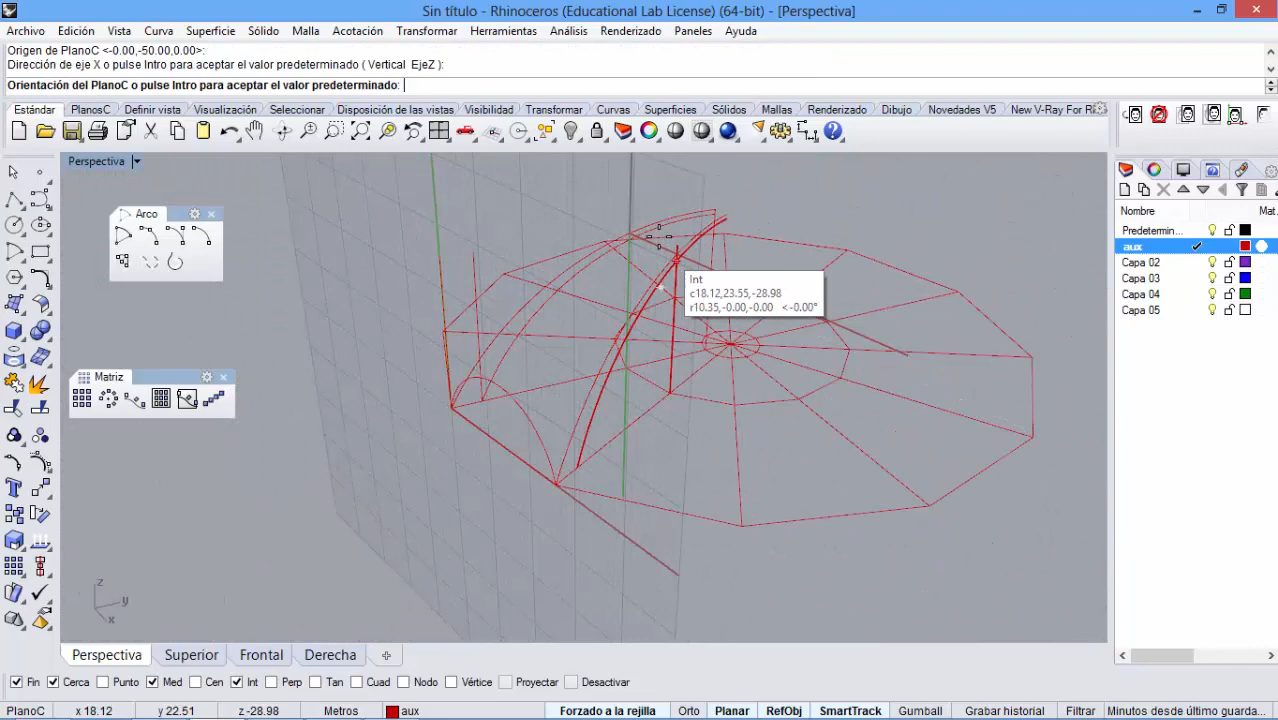 Sin título - Rhinoceros (Educational Lab License) (64-bit) - [Perspectiva]
Archivo Edición Vista Curva Superficie Sólido Malla Acotación Transformar Herramientas Análisis Renderizado Paneles Ayuda
Origen de PlanoC <-0.00,-50.00,0.00>:
Dirección de eje X o pulse Intro para aceptar el valor predeterminado ( Vertical EjeZ ):
Orientación del PlanoC o pulse Intro para aceptar el valor predeterminado:
Estándar PlanosC Definir vista Visualización Seleccionar Disposición de las vistas Visibilidad Transformar Curvas Superficies Sólidos Mallas Renderizado Dibujo Novedades V5 New V-Ray For R
Perspectiva
Arco
Matriz
Int
c18.12,23.55,-28.98
r10.35,-0.00,-0.00 <-0.00°
z
y
x
Nombre Mat.
Predetermin...
aux
Capa 02
Capa 03
Capa 04
Capa 05
Perspectiva Superior Frontal Derecha
Fin Cerca Punto Med Cen Int Perp Tan Cuad Nodo Vértice Proyectar Desactivar
PlanoC x 18.12 y 22.51 z -28.98 Metros aux Forzado a la rejilla Orto Planar RefObj SmartTrack Gumball Grabar historial Filtrar Minutos desde último guarda...